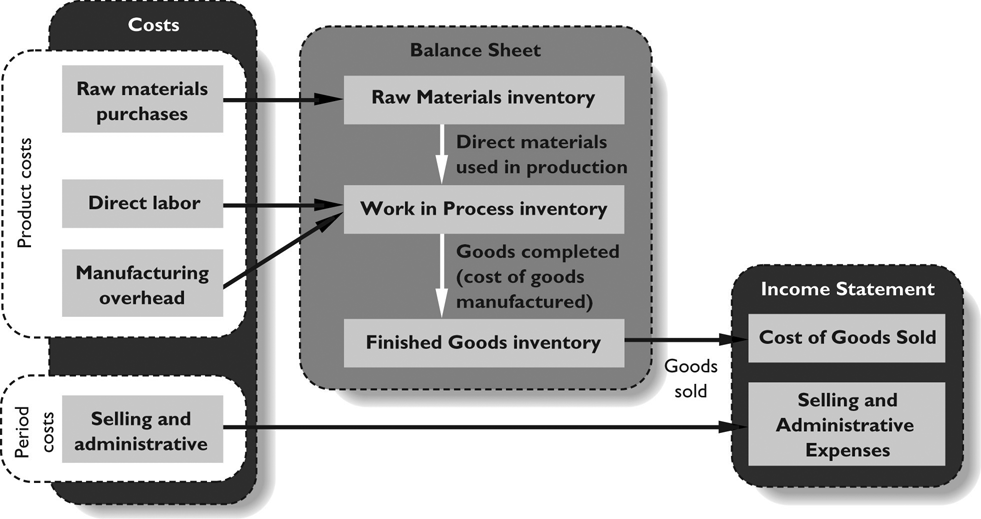 Costs
Product costs
Raw materials
purchases
Direct labor
Manufacturing
overhead
Period
costs
Selling and
administrative
Balance Sheet
Raw Materials inventory
Direct materials
used in production
Work in Process inventory
Goods completed
(cost of goods
manufactured)
Finished Goods inventory
Goods
sold
Income Statement
Cost of Goods Sold
Selling and
Administrative
Expenses